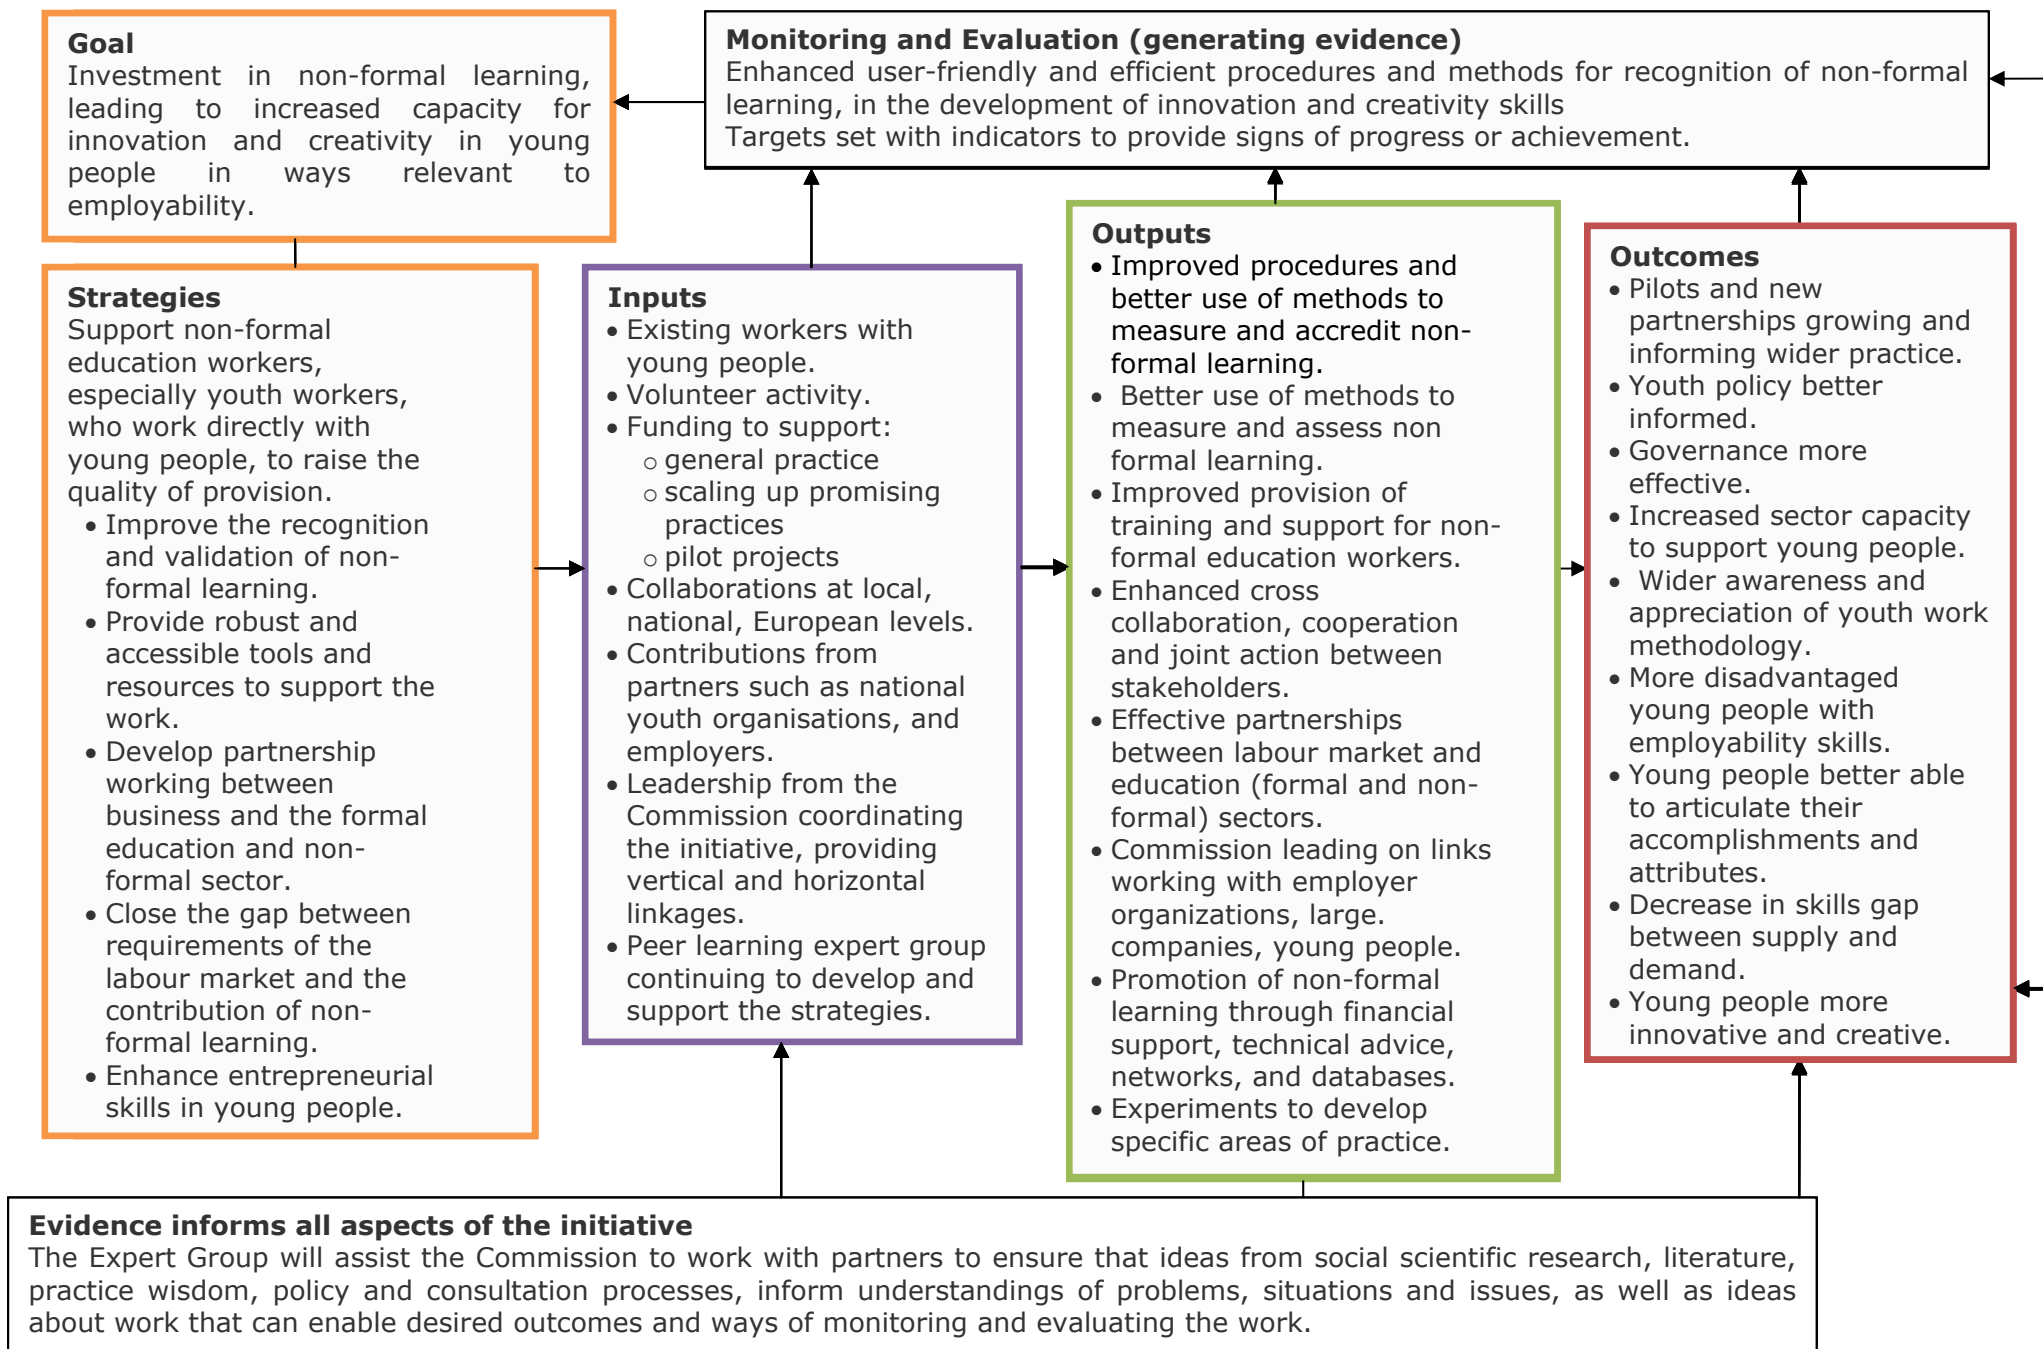 Goal
Investment in non-formal learning,
leading to increased capacity for
innovation and creativity in young
people in ways relevant to
employability.
Monitoring and Evaluation (generating evidence)
Enhanced user-friendly and efficient procedures and methods for recognition of non-formal
learning, in the development of innovation and creativity skills
Targets set with indicators to provide signs of progress or achievement.
Strategies
Support non-formal
education workers,
especially youth workers,
who work directly with
young people, to raise the
quality of provision.
• Improve the recognition
and validation of non-
formal learning.
• Provide robust and
accessible tools and
resources to support the
work.
• Develop partnership
working between
business and the formal
education and non-
formal sector.
• Close the gap between
requirements of the
labour market and the
contribution of non-
formal learning.
• Enhance entrepreneurial
skills in young people.
Inputs
• Existing workers with
young people.
• Volunteer activity.
• Funding to support:
o general practice
o scaling up promising
practices
o pilot projects
• Collaborations at local,
national, European levels.
• Contributions from
partners such as national
youth organisations, and
employers.
• Leadership from the
Commission coordinating
the initiative, providing
vertical and horizontal
linkages.
• Peer learning expert group
continuing to develop and
support the strategies.
Outputs
• Improved procedures and
better use of methods to
measure and accredit non-
formal learning.
• Better use of methods to
measure and assess non
formal learning.
• Improved provision of
training and support for non-
formal education workers.
• Enhanced cross
collaboration, cooperation
and joint action between
stakeholders.
• Effective partnerships
between labour market and
education (formal and non-
formal) sectors.
• Commission leading on links
working with employer
organizations, large.
companies, young people.
• Promotion of non-formal
learning through financial
support, technical advice,
networks, and databases.
• Experiments to develop
specific areas of practice.
Outcomes
• Pilots and new
partnerships growing and
informing wider practice.
• Youth policy better
informed.
• Governance more
effective.
• Increased sector capacity
to support young people.
• Wider awareness and
appreciation of youth work
methodology.
• More disadvantaged
young people with
employability skills.
• Young people better able
to articulate their
accomplishments and
attributes.
• Decrease in skills gap
between supply and
demand.
• Young people more
innovative and creative.
Evidence informs all aspects of the initiative
The Expert Group will assist the Commission to work with partners to ensure that ideas from social scientific research, literature,
practice wisdom, policy and consultation processes, inform understandings of problems, situations and issues, as well as ideas
about work that can enable desired outcomes and ways of monitoring and evaluating the work.